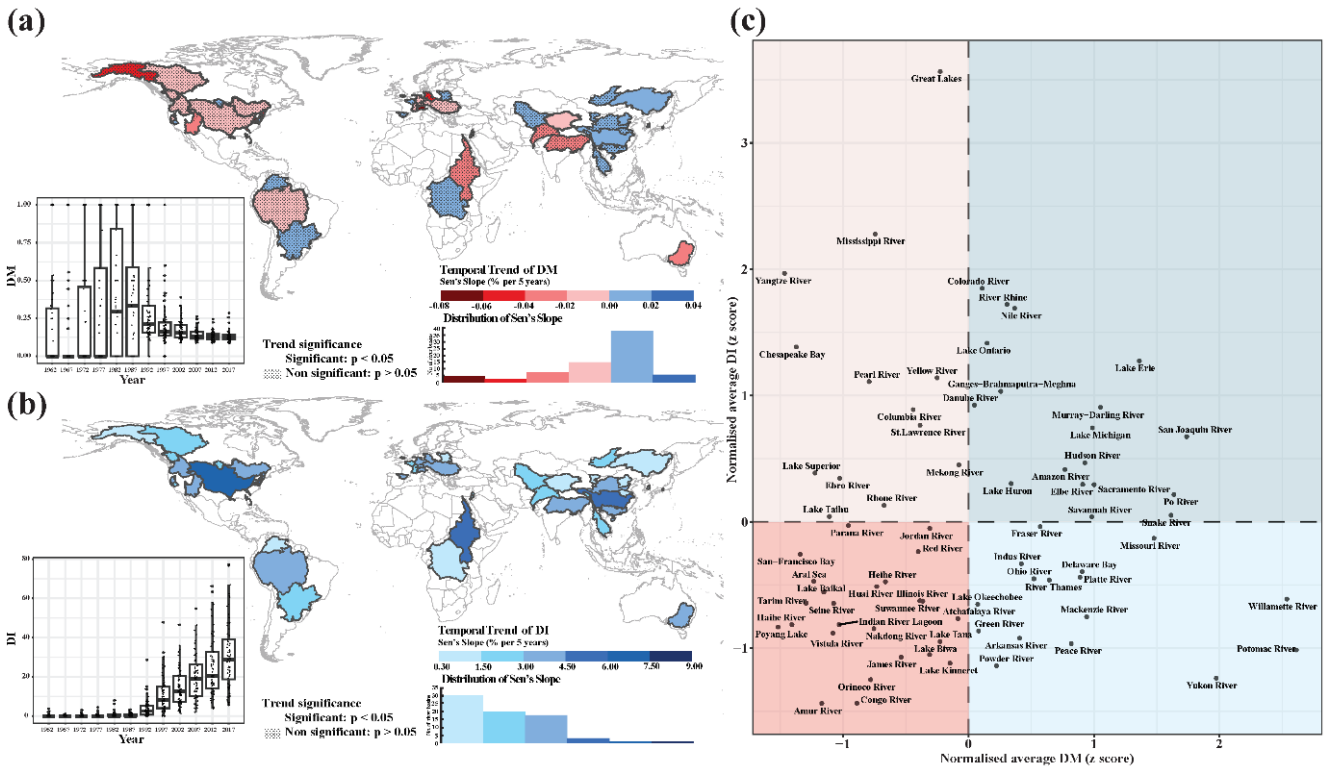 (a)
1.00
0.75
0.50
0.25
0.00
DM
1962 1967 1972 1977 1982 1987 1992 1997 2002 2007 2012 2017
Year
Temporal Trend of DM
Sen's Slope (% per 5 years)
-0.08 -0.06 -0.04 -0.02 0.00 0.02 0.04
Distribution of Sen's Slope
Trend significance
Significant: p < 0.05
Non significant: p > 0.05
(b)
80
60
40
20
0
DI
Year
Temporal Trend of DI
Sen's Slope (% per 5 years)
0.30 1.50 3.00 4.50 6.00 7.50 9.00
Distribution of Sen's Slope
Trend significance
Significant: p < 0.05
Non significant: p > 0.05
(c)
Normalised average DI (z score)
3
2
1
0
−1
Great Lakes
Mississippi River
Yangtze River
Colorado River
River Rhine
Nile River
Chesapeake Bay
Lake Ontario
Lake Erie
Pearl River
Yellow River
Ganges-Brahmaputra-Meghna
Danube River
Columbia River
St.Lawrence River
Murray-Darling River
Lake Michigan
San Joaquin River
Lake Superior
Ebro River
Mekong River
Hudson River
Amazon River
Rhone River
Lake Huron
Elbe River
Sacramento River
Po River
Lake Taihu
Savannah River
Snake River
Parana River
Jordan River
Fraser River
Missouri River
Red River
San-Francisco Bay
Indus River
Aral Sea
Heihe River
Ohio River
Delaware Bay
Platte River
Lake Baikal
Huai River
Illinois River
River Thames
Tarim River
Seine River
Suwannee River
Lake Okeechobee
Atchafalaya River
Mackenzie River
Willamette River
Haihe River
Indian River Lagoon
Green River
Poyang Lake
Vistula River
Nakdong River
Lake Tana
Arkansas River
Peace River
Potomac River
Lake Biwa
James River
Lake Kinneret
Powder River
Orinoco River
Yukon River
Amur River
Congo River
−1 0 1 2
Normalised average DM (z score)